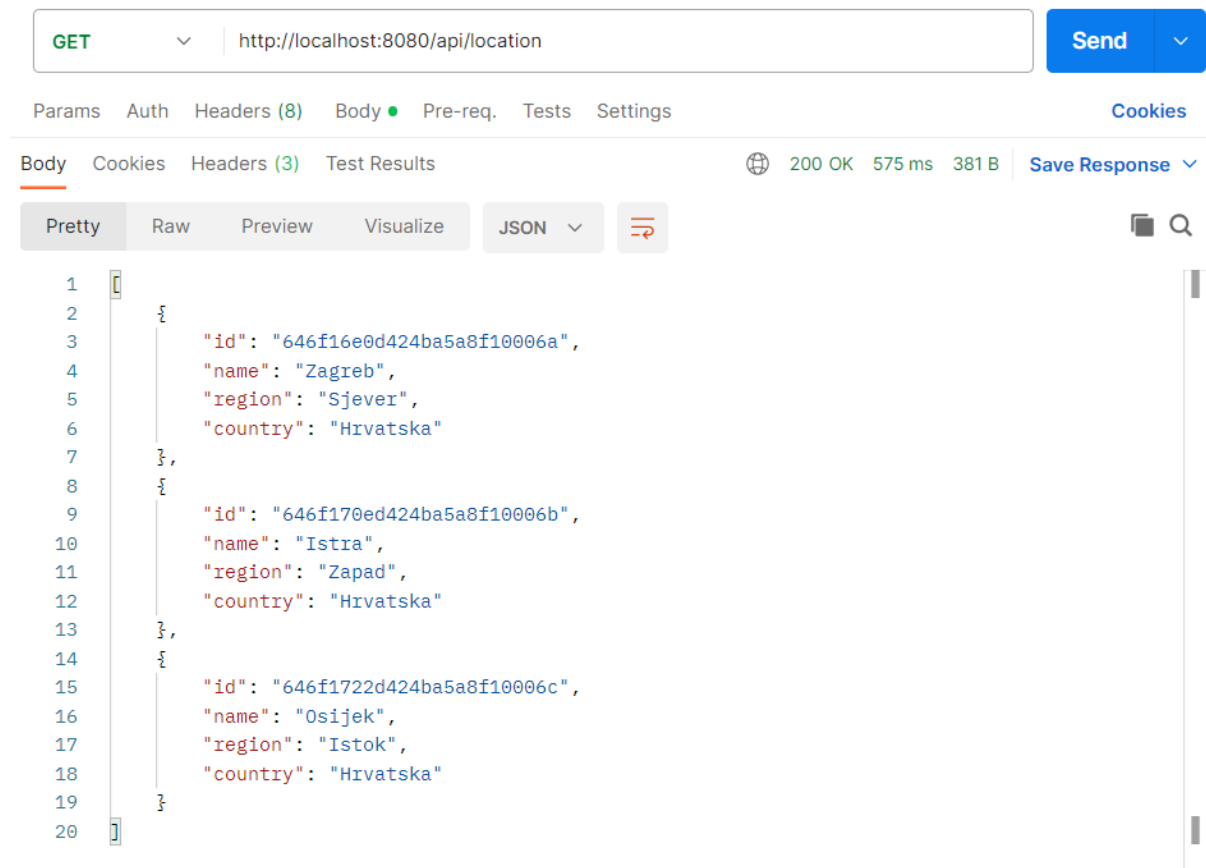 GET http://localhost:8080/api/location Send
Params Auth Headers (8) Body Pre-req. Tests Settings Cookies
Body Cookies Headers (3) Test Results 200 OK 575 ms 381 B Save Response
Pretty Raw Preview Visualize JSON
1 [
2 {
3 "id": "646f16e0d424ba5a8f10006a",
4 "name": "Zagreb",
5 "region": "Sjever",
6 "country": "Hrvatska"
7 },
8 {
9 "id": "646f170ed424ba5a8f10006b",
10 "name": "Istra",
11 "region": "Zapad",
12 "country": "Hrvatska"
13 },
14 {
15 "id": "646f1722d424ba5a8f10006c",
16 "name": "Osijek",
17 "region": "Istok",
18 "country": "Hrvatska"
19 }
20 ]